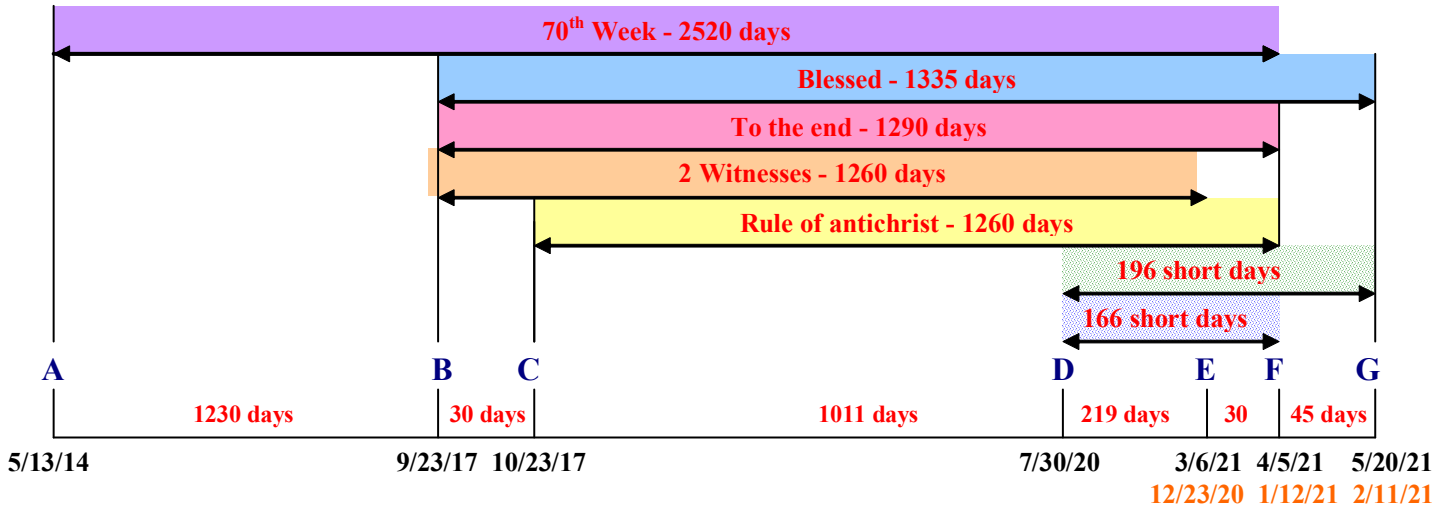 70th Week - 2520 days
Blessed - 1335 days
To the end - 1290 days
2 Witnesses - 1260 days
Rule of antichrist - 1260 days
196 short days
166 short days
A B C D E F G
1230 days 30 days 1011 days 219 days 30 45 days
5/13/14 9/23/17 10/23/17 7/30/20 3/6/21 4/5/21 5/20/21
12/23/20 1/12/21 2/11/21